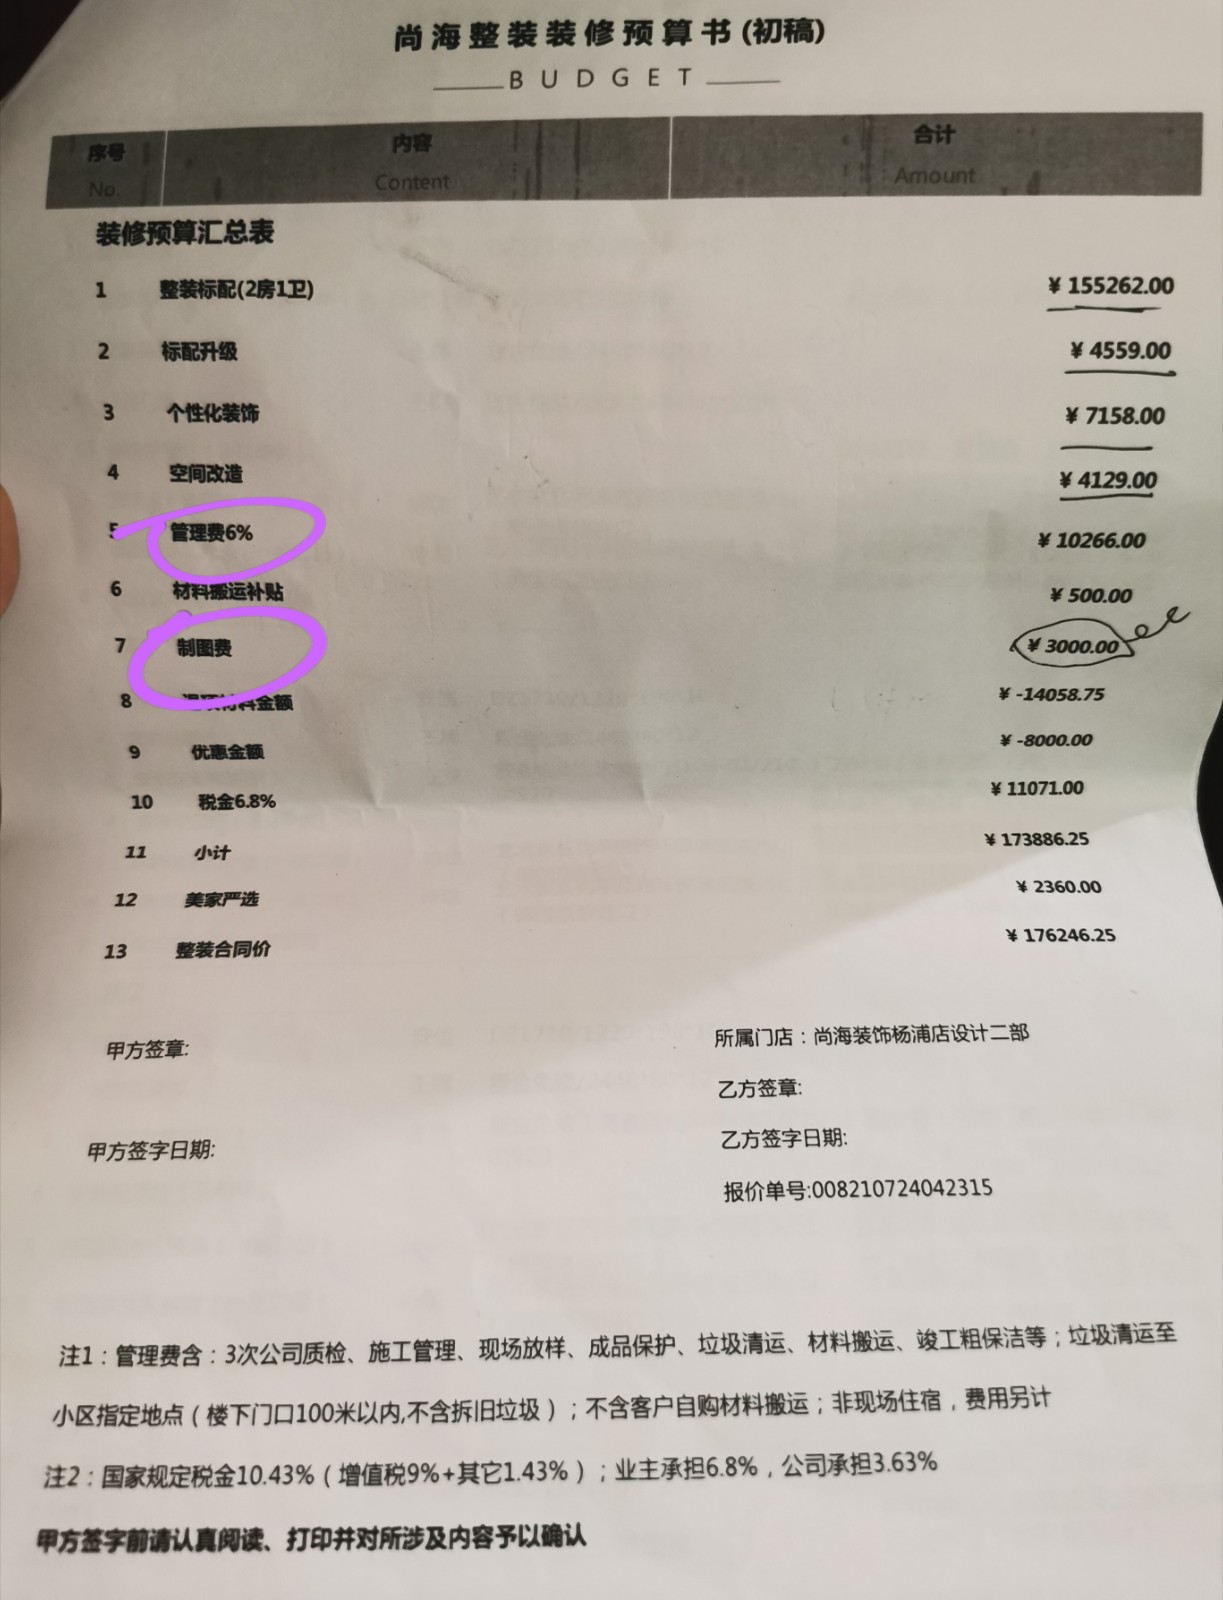 尚海整装装修预算书(初稿)
BUDGET
序号 内容 合计
No. Content Amount
装修预算汇总表
1 整装标配(2房1卫) ¥ 155262.00
2 标配升级 ¥ 4559.00
3 个性化装饰 ¥ 7158.00
4 空间改造 ¥ 4129.00
5 管理费6% ¥ 10266.00
6 材料搬运补贴 ¥ 500.00
7 制图费 ¥ 3000.00
8 退项材料金额 ¥ -14058.75
9 优惠金额 ¥ -8000.00
10 税金6.8% ¥ 11071.00
11 小计 ¥ 173886.25
12 美家严选 ¥ 2360.00
13 整装合同价 ¥ 176246.25
甲方签章: 所属门店：尚海装饰杨浦店设计二部
乙方签章:
甲方签字日期: 乙方签字日期:
报价单号:008210724042315
注1：管理费含：3次公司质检、施工管理、现场放样、成品保护、垃圾清运、材料搬运、竣工粗保洁等；垃圾清运至
小区指定地点（楼下门口100米以内,不含拆旧垃圾）；不含客户自购材料搬运；非现场住宿，费用另计
注2：国家规定税金10.43%（增值税9%+其它1.43%）；业主承担6.8%，公司承担3.63%
甲方签字前请认真阅读、打印并对所涉及内容予以确认